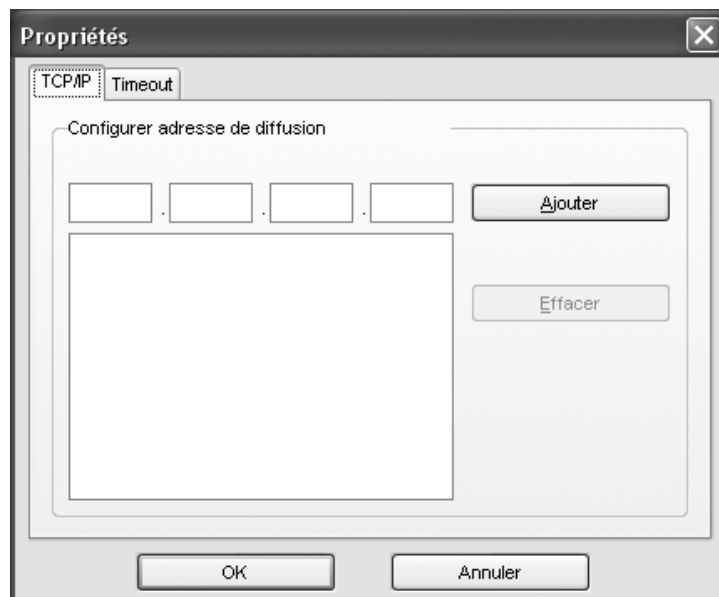 Propriétés
TCP/IP Timeout
Configurer adresse de diffusion
. . . Ajouter
Effacer
OK Annuler